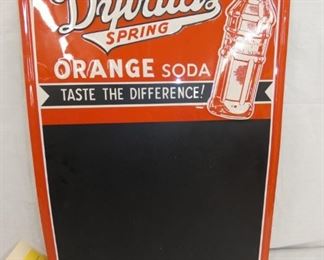 SPRING
ORANGE SODA
TASTE THE DIFFERENCE!